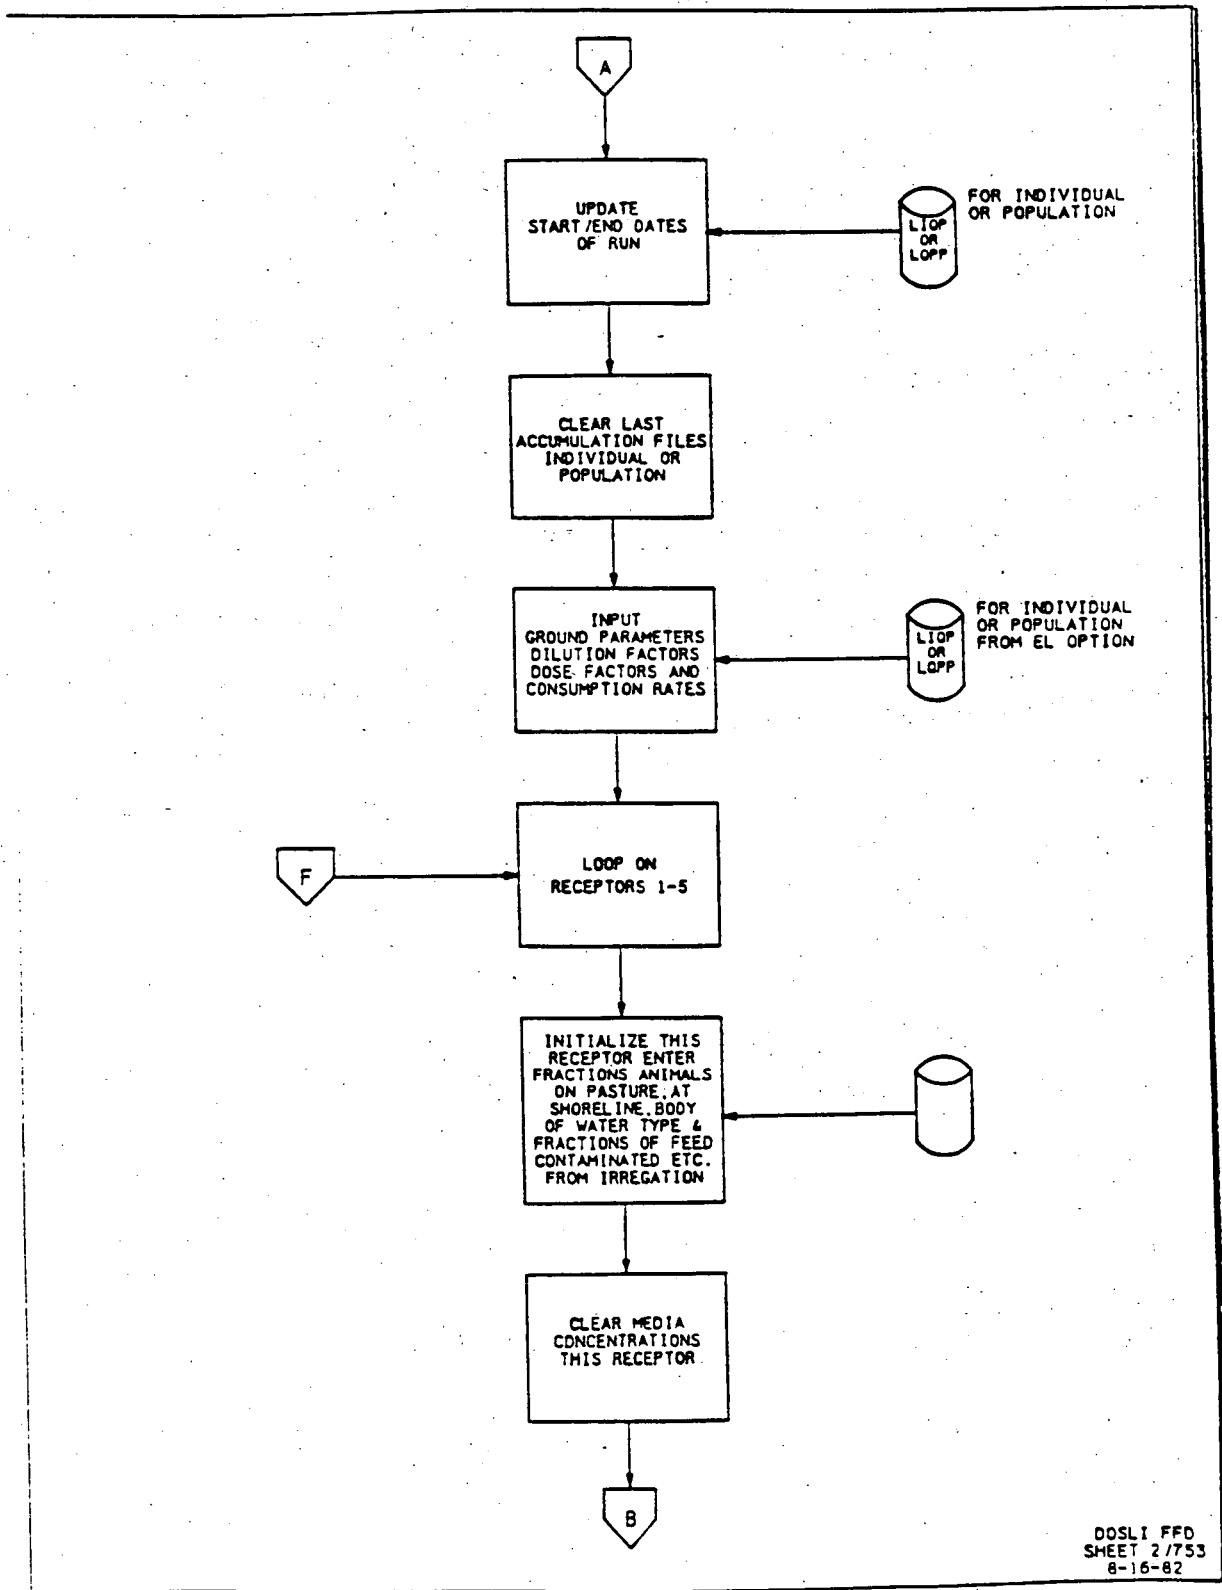 A
UPDATE
START/END DATES
OF RUN
LIOP
OR
LOPP
FOR INDIVIDUAL
OR POPULATION
CLEAR LAST
ACCUMULATION FILES
INDIVIDUAL OR
POPULATION
INPUT
GROUND PARAMETERS
DILUTION FACTORS
DOSE FACTORS AND
CONSUMPTION RATES
LIOP
OR
LOPP
FOR INDIVIDUAL
OR POPULATION
FROM EL OPTION
F
LOOP ON
RECEPTORS 1-5
INITIALIZE THIS
RECEPTOR ENTER
FRACTIONS ANIMALS
ON PASTURE, AT
SHORELINE, BODY
OF WATER TYPE &
FRACTIONS OF FEED
CONTAMINATED ETC.
FROM IRREGATION
CLEAR MEDIA
CONCENTRATIONS
THIS RECEPTOR
B
DOSLI FFD
SHEET 2/753
8-16-82